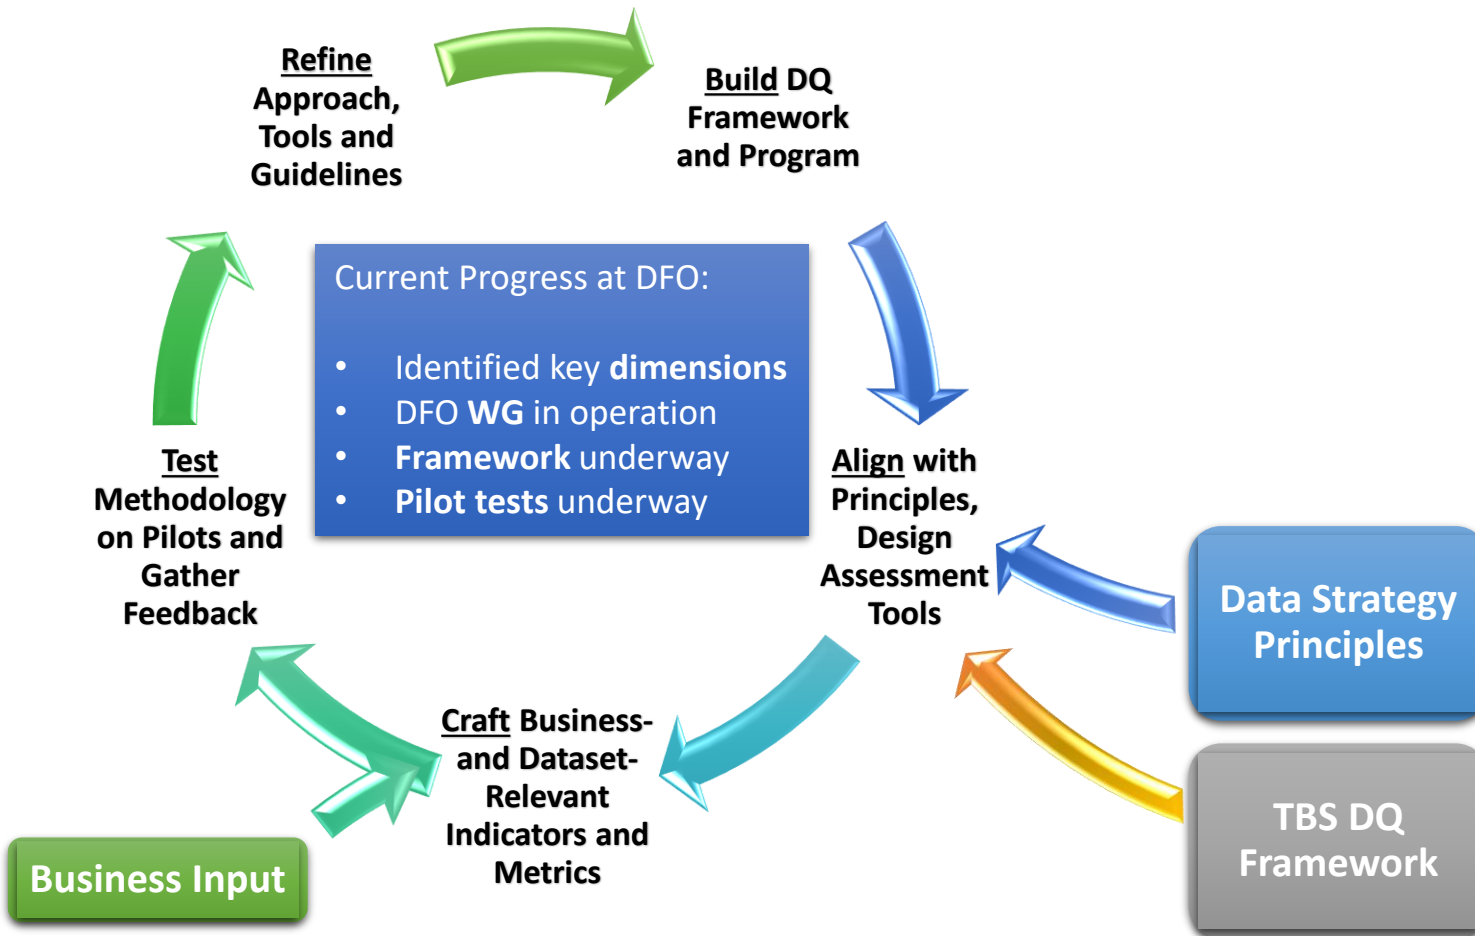 Refine
Approach,
Tools and
Guidelines
Build DQ
Framework
and Program
Current Progress at DFO:
• Identified key dimensions
• DFO WG in operation
• Framework underway
• Pilot tests underway
Test
Methodology
on Pilots and
Gather
Feedback
Align with
Principles,
Design
Assessment
Tools
Data Strategy
Principles
Craft Business-
and Dataset-
Relevant
Indicators and
Metrics
TBS DQ
Framework
Business Input